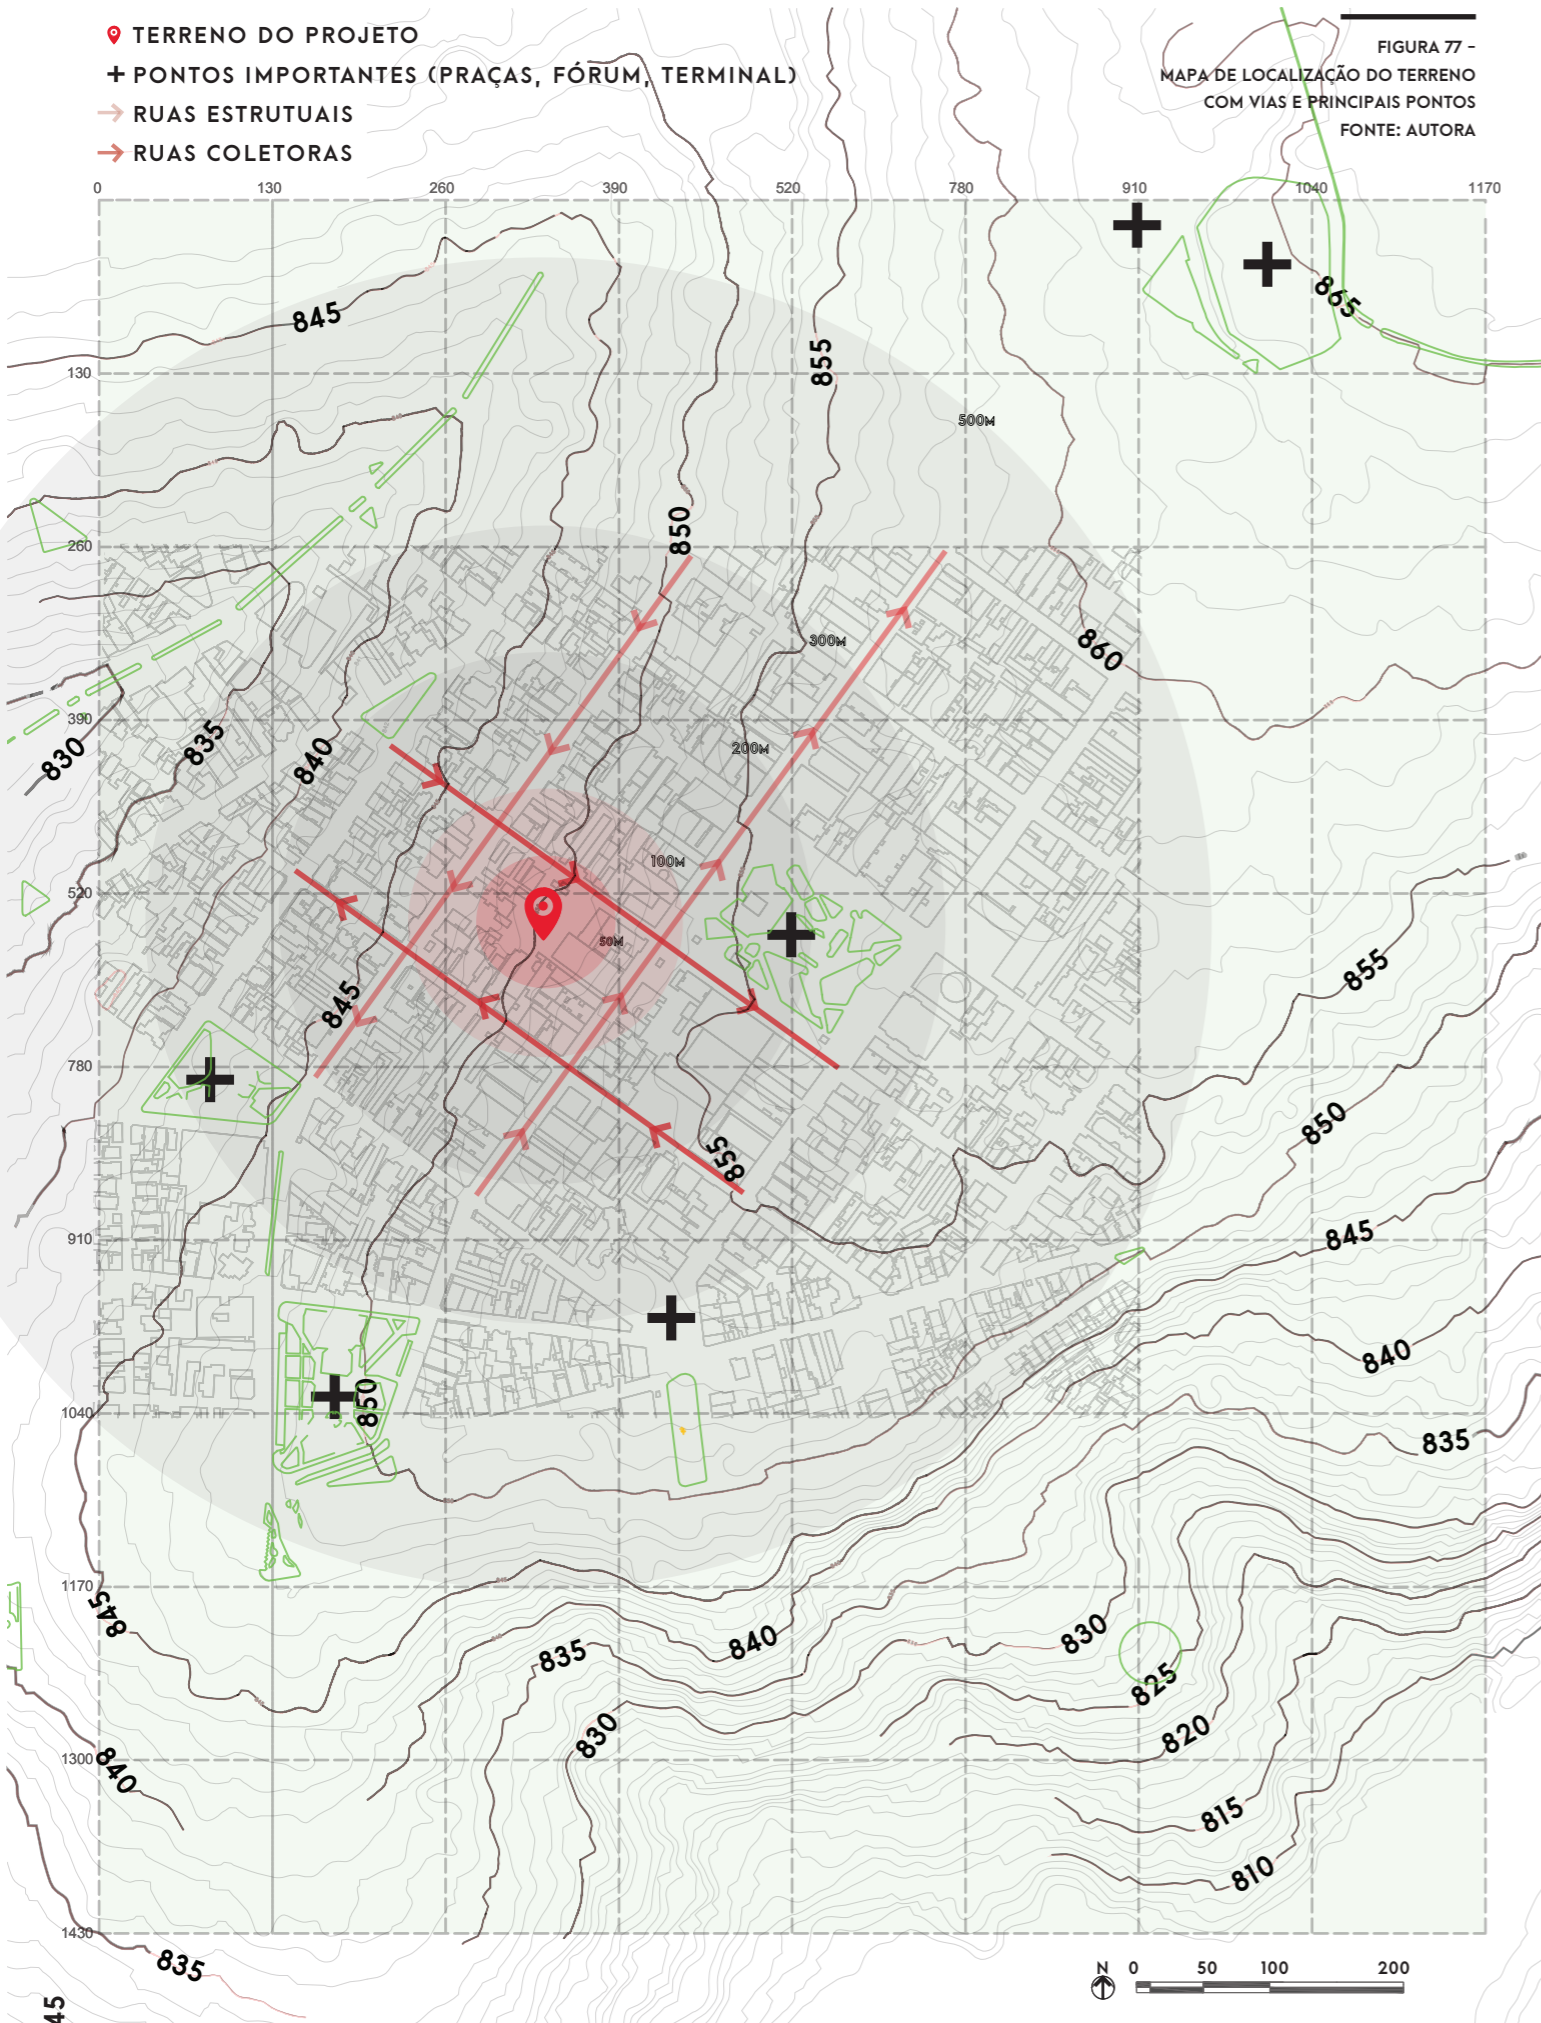 TERRENO DO PROJETO
PONTOS IMPORTANTES (PRAÇAS, FÓRUM, TERMINAL)
RUAS ESTRUTUAIS
RUAS COLETORAS
FIGURA 77 -
MAPA DE LOCALIZAÇÃO DO TERRENO
COM VIAS E PRINCIPAIS PONTOS
FONTE: AUTORA
0 130 260 390 520 780 910 1040 1170
865
845
855
130
500M
850
260
300M
860
390
830
835
840
200M
100M
520
50M
855
845
780
850
855
910
845
840
850
1040
835
1170
845
830
840
835
825
820
830
1300
840
815
810
1430
835
N 0 50 100 200
45